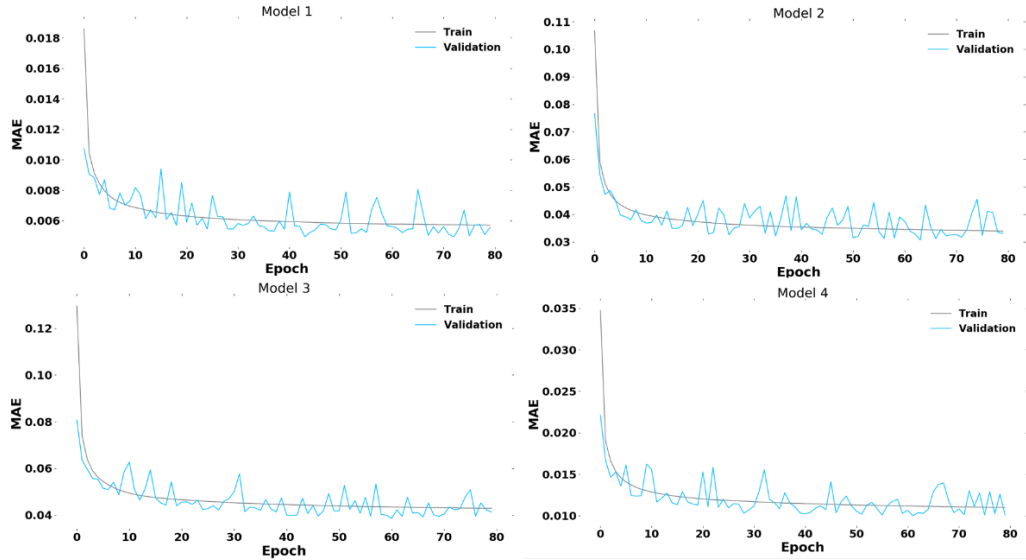 Model 1
0.018
0.016
0.014
0.012
0.010
0.008
0.006
MAE
Train
Validation
0 10 20 30 40 50 60 70 80
Epoch
Model 2
0.11
0.10
0.09
0.08
0.07
0.06
0.05
0.04
0.03
MAE
Train
Validation
0 10 20 30 40 50 60 70 80
Epoch
Model 3
0.12
0.10
0.08
0.06
0.04
MAE
Train
Validation
0 10 20 30 40 50 60 70 80
Epoch
Model 4
0.035
0.030
0.025
0.020
0.015
0.010
MAE
Train
Validation
0 10 20 30 40 50 60 70 80
Epoch